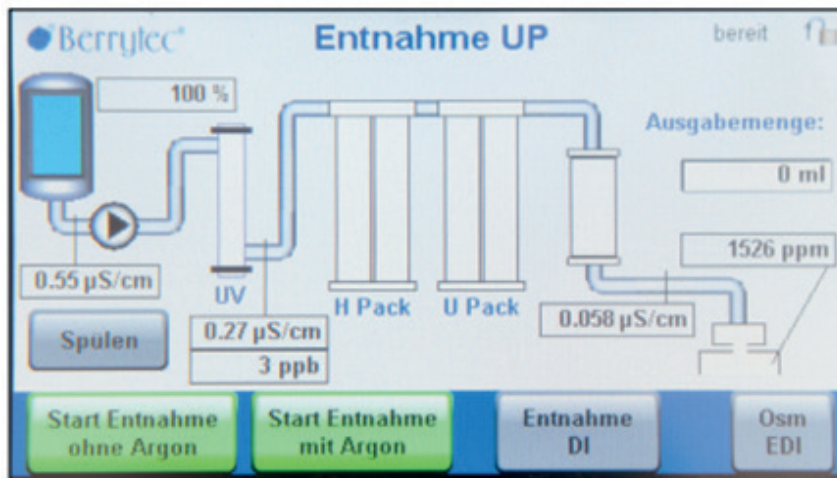 Berrytec®
Entnahme UP
bereit
100 %
Ausgabemenge:
0 ml
1526 ppm
0.55 µS/cm
UV
H Pack
U Pack
0.27 µS/cm
3 ppb
0.058 µS/cm
Spülen
Start Entnahme
ohne Argon
Start Entnahme
mit Argon
Entnahme
DI
Osm
EDI